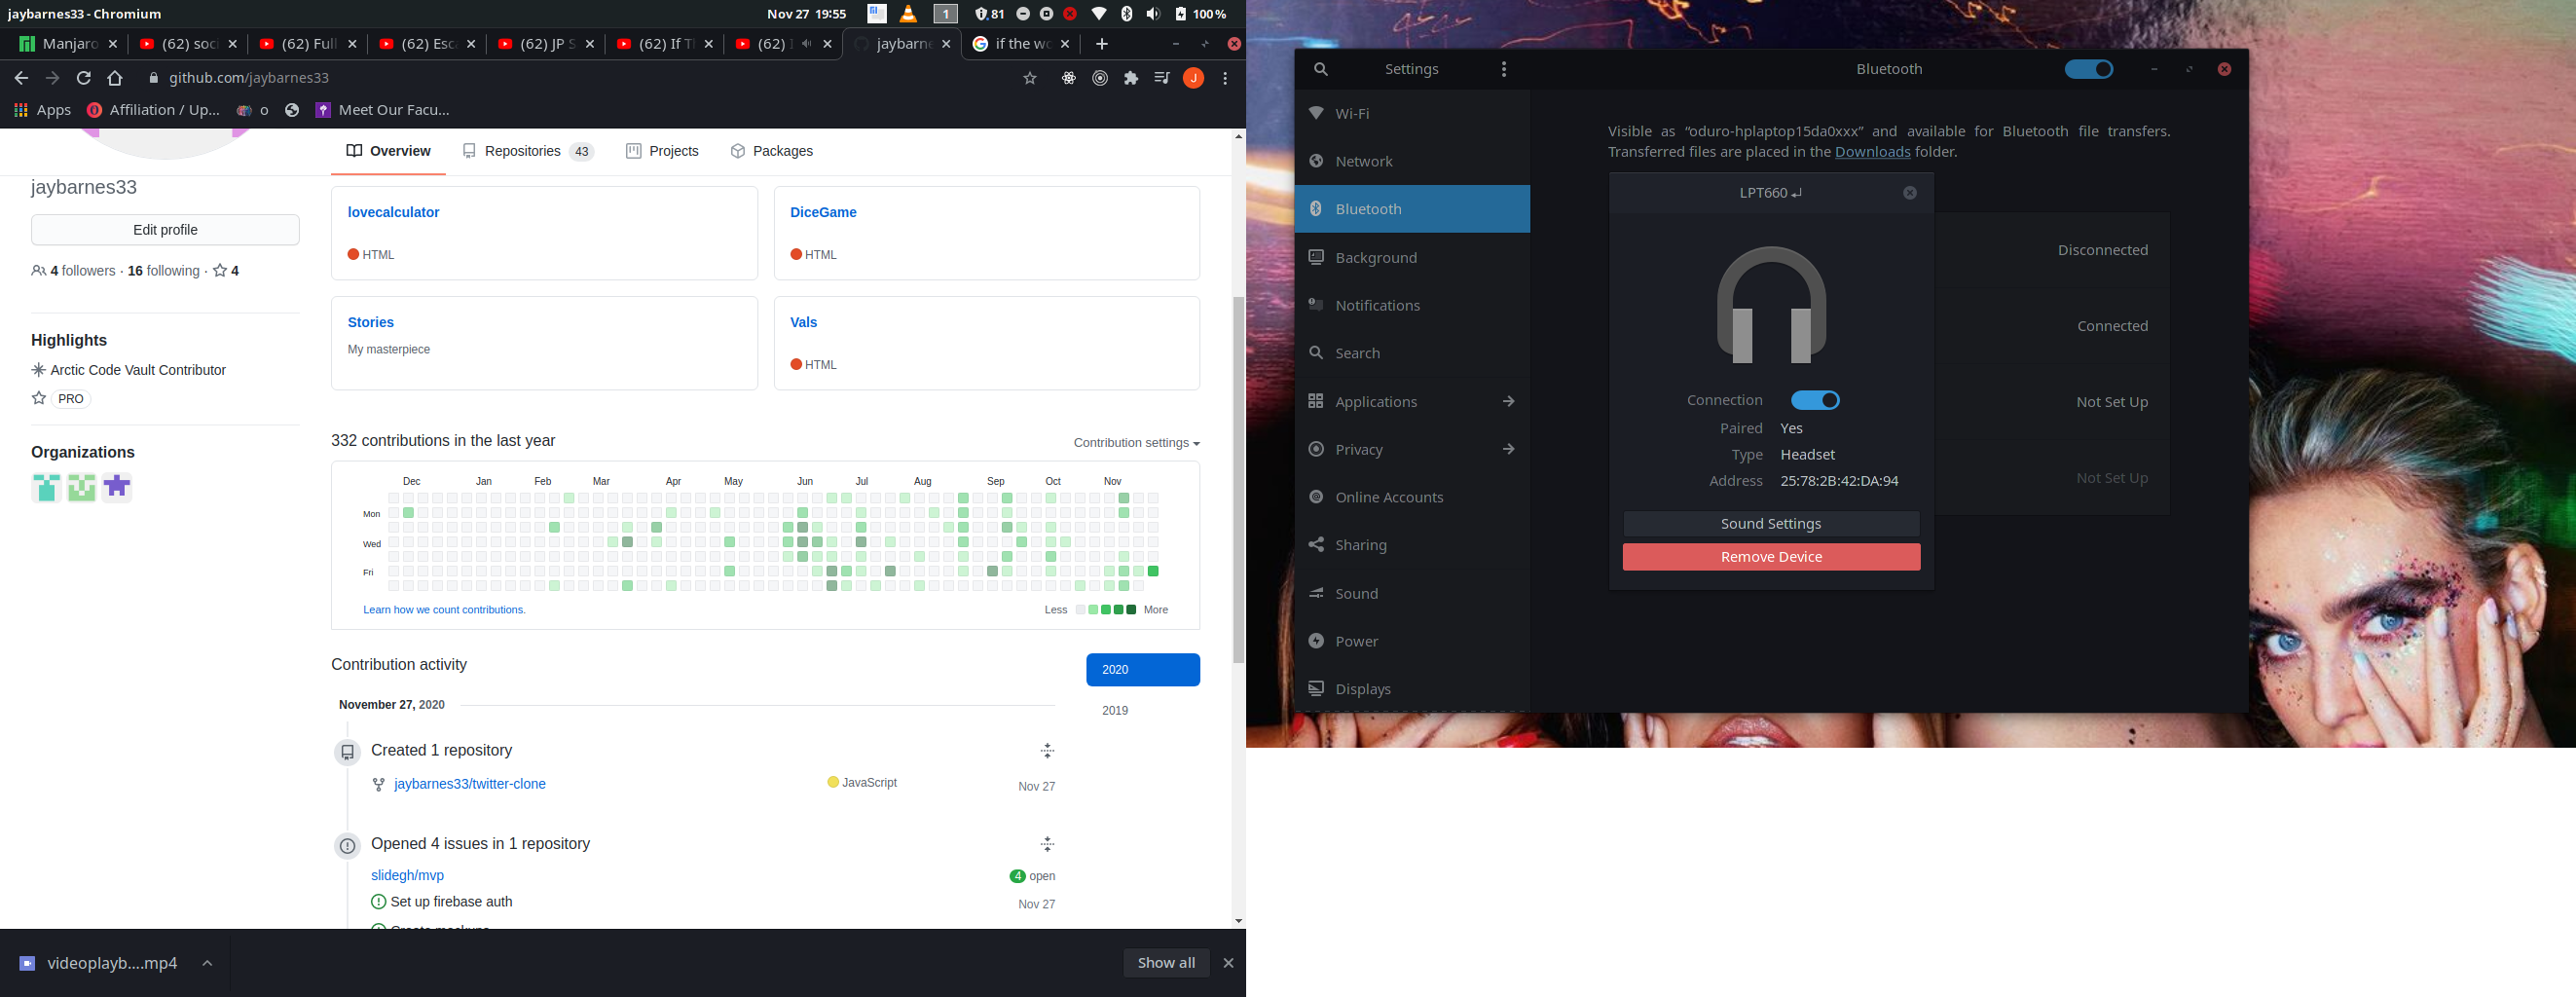 jaybarnes33 - Chromium
Nov 27 19:55
1
81
100 %
Manjaro
(62) soci
(62) Full
(62) Esc
(62) JP S
(62) If T
(62)
jaybarne
if the wo
github.com/jaybarnes33
J
Apps
Affiliation / Up...
o
Meet Our Facu...
Overview
Repositories 43
Projects
Packages
jaybarnes33
Edit profile
4 followers · 16 following · 4
Highlights
Arctic Code Vault Contributor
PRO
Organizations
lovecalculator
HTML
DiceGame
HTML
Stories
My masterpiece
Vals
HTML
332 contributions in the last year
Contribution settings
Dec Jan Feb Mar Apr May Jun Jul Aug Sep Oct Nov
Mon
Wed
Fri
Learn how we count contributions.
Less More
Contribution activity
2020
2019
November 27, 2020
Created 1 repository
jaybarnes33/twitter-clone
JavaScript
Nov 27
Opened 4 issues in 1 repository
slidegh/mvp
4 open
Set up firebase auth
Nov 27
Create mockups
videoplayb....mp4
Show all
Settings
Bluetooth
Wi-Fi
Network
Bluetooth
Background
Notifications
Search
Applications
Privacy
Online Accounts
Sharing
Sound
Power
Displays
Visible as “oduro-hplaptop15da0xxx” and available for Bluetooth file transfers.
Transferred files are placed in the Downloads folder.
LPT660 ↲
Connection
Paired Yes
Type Headset
Address 25:78:2B:42:DA:94
Sound Settings
Remove Device
Disconnected
Connected
Not Set Up
Not Set Up